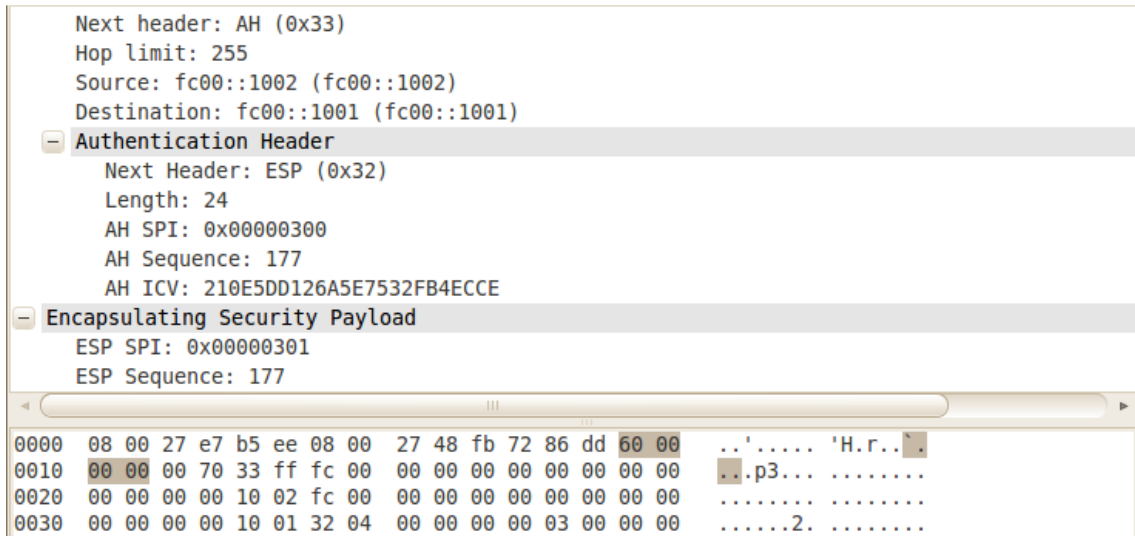 Next header: AH (0x33)
Hop limit: 255
Source: fc00::1002 (fc00::1002)
Destination: fc00::1001 (fc00::1001)
Authentication Header
Next Header: ESP (0x32)
Length: 24
AH SPI: 0x00000300
AH Sequence: 177
AH ICV: 210E5DD126A5E7532FB4ECCE
Encapsulating Security Payload
ESP SPI: 0x00000301
ESP Sequence: 177
0000 08 00 27 e7 b5 ee 08 00 27 48 fb 72 86 dd 60 00 ..'..... 'H.r..`.
0010 00 00 00 70 33 ff fc 00 00 00 00 00 00 00 00 00 ...p3... ........
0020 00 00 00 00 10 02 fc 00 00 00 00 00 00 00 00 00 ........ ........
0030 00 00 00 00 10 01 32 04 00 00 00 00 03 00 00 00 ......2. ........